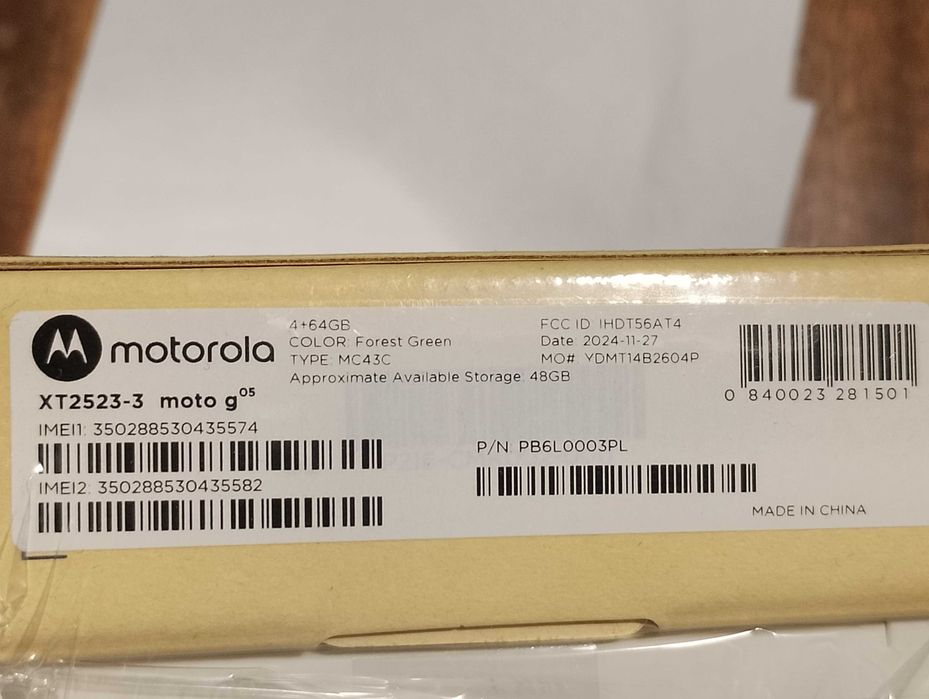 motorola
4+64GB
COLOR: Forest Green
TYPE: MC43C
Approximate Available Storage: 48GB
FCC ID IHDT56AT4
Date: 2024-11-27
MO#: YDMT14B2604P
0 840023 281501
XT2523-3 moto g05
IMEI1: 350288530435574
IMEI2: 350288530435582
P/N: PB6L0003PL
MADE IN CHINA